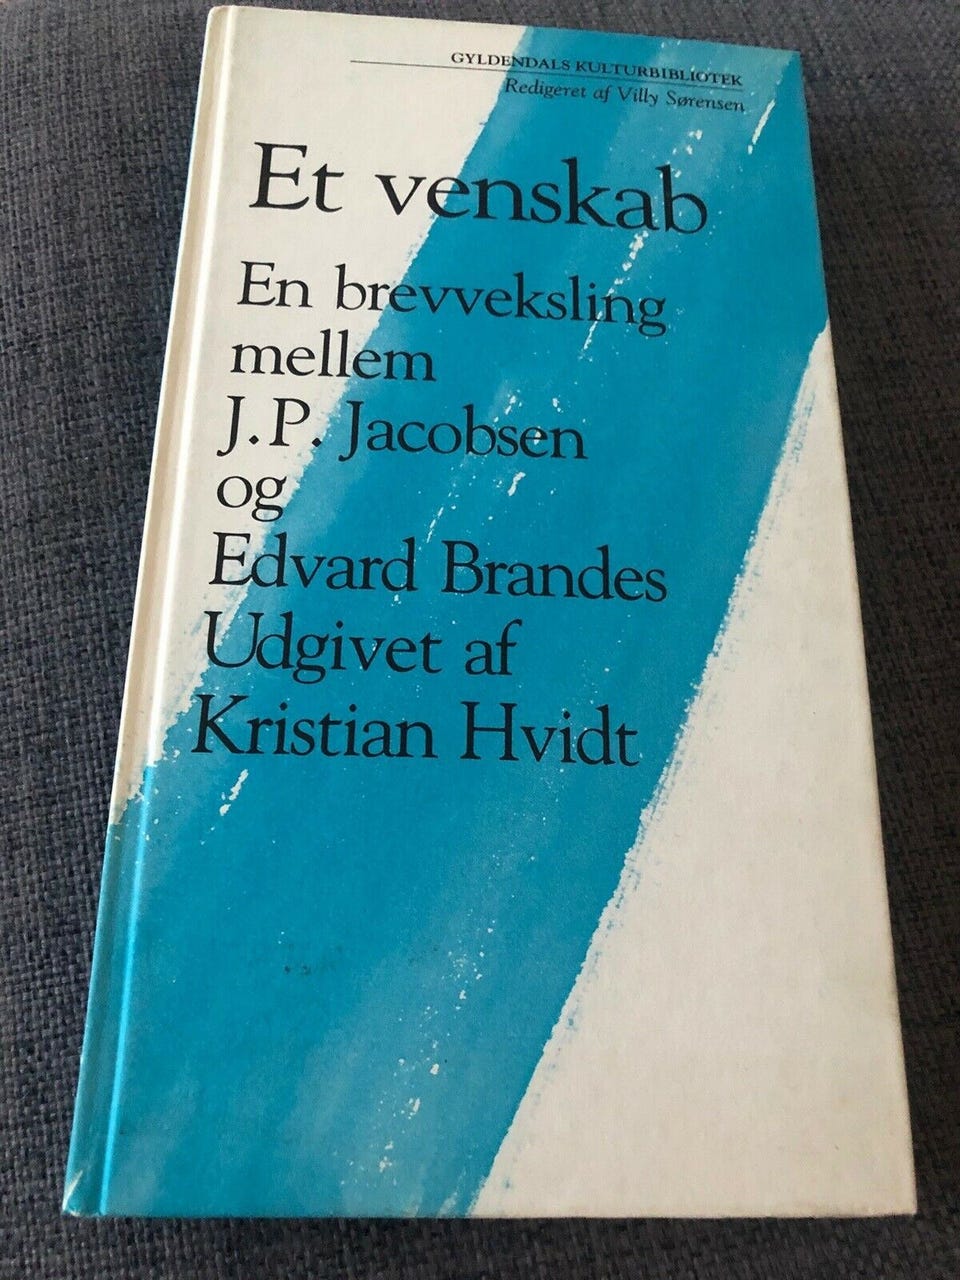 GYLDENDALS KULTURBIBLIOTEK
Redigeret af Villy Sørensen
Et venskab
En brevveksling
mellem
J.P. Jacobsen
og
Edvard Brandes
Udgivet af
Kristian Hvidt